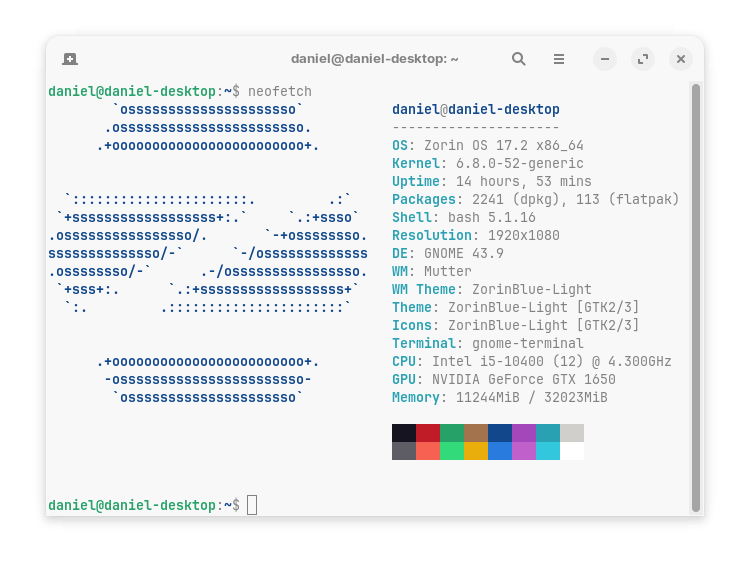 daniel@daniel-desktop: ~
daniel@daniel-desktop:~$ neofetch
`osssssssssssssssssssso` daniel@daniel-desktop
.osssssssssssssssssssssso. ---------------------
.+oooooooooooooooooooooooo+. OS: Zorin OS 17.2 x86_64
Kernel: 6.8.0-52-generic
Uptime: 14 hours, 53 mins
`::::::::::::::::::::::. .:` Packages: 2241 (dpkg), 113 (flatpak)
`+ssssssssssssssssss+:.` `.:+ssso` Shell: bash 5.1.16
.ossssssssssssssso/. `-+ossssssso. Resolution: 1920x1080
ssssssssssssso/-` `-/osssssssssssss DE: GNOME 43.9
.ossssssso/-` .-/ossssssssssssssso. WM: Mutter
`+sss+:. `.:+ssssssssssssssssss+` WM Theme: ZorinBlue-Light
`:. .::::::::::::::::::::::` Theme: ZorinBlue-Light [GTK2/3]
Icons: ZorinBlue-Light [GTK2/3]
Terminal: gnome-terminal
.+oooooooooooooooooooooooo+. CPU: Intel i5-10400 (12) @ 4.300GHz
-osssssssssssssssssssssso- GPU: NVIDIA GeForce GTX 1650
`osssssssssssssssssssso` Memory: 11244MiB / 32023MiB
daniel@daniel-desktop:~$